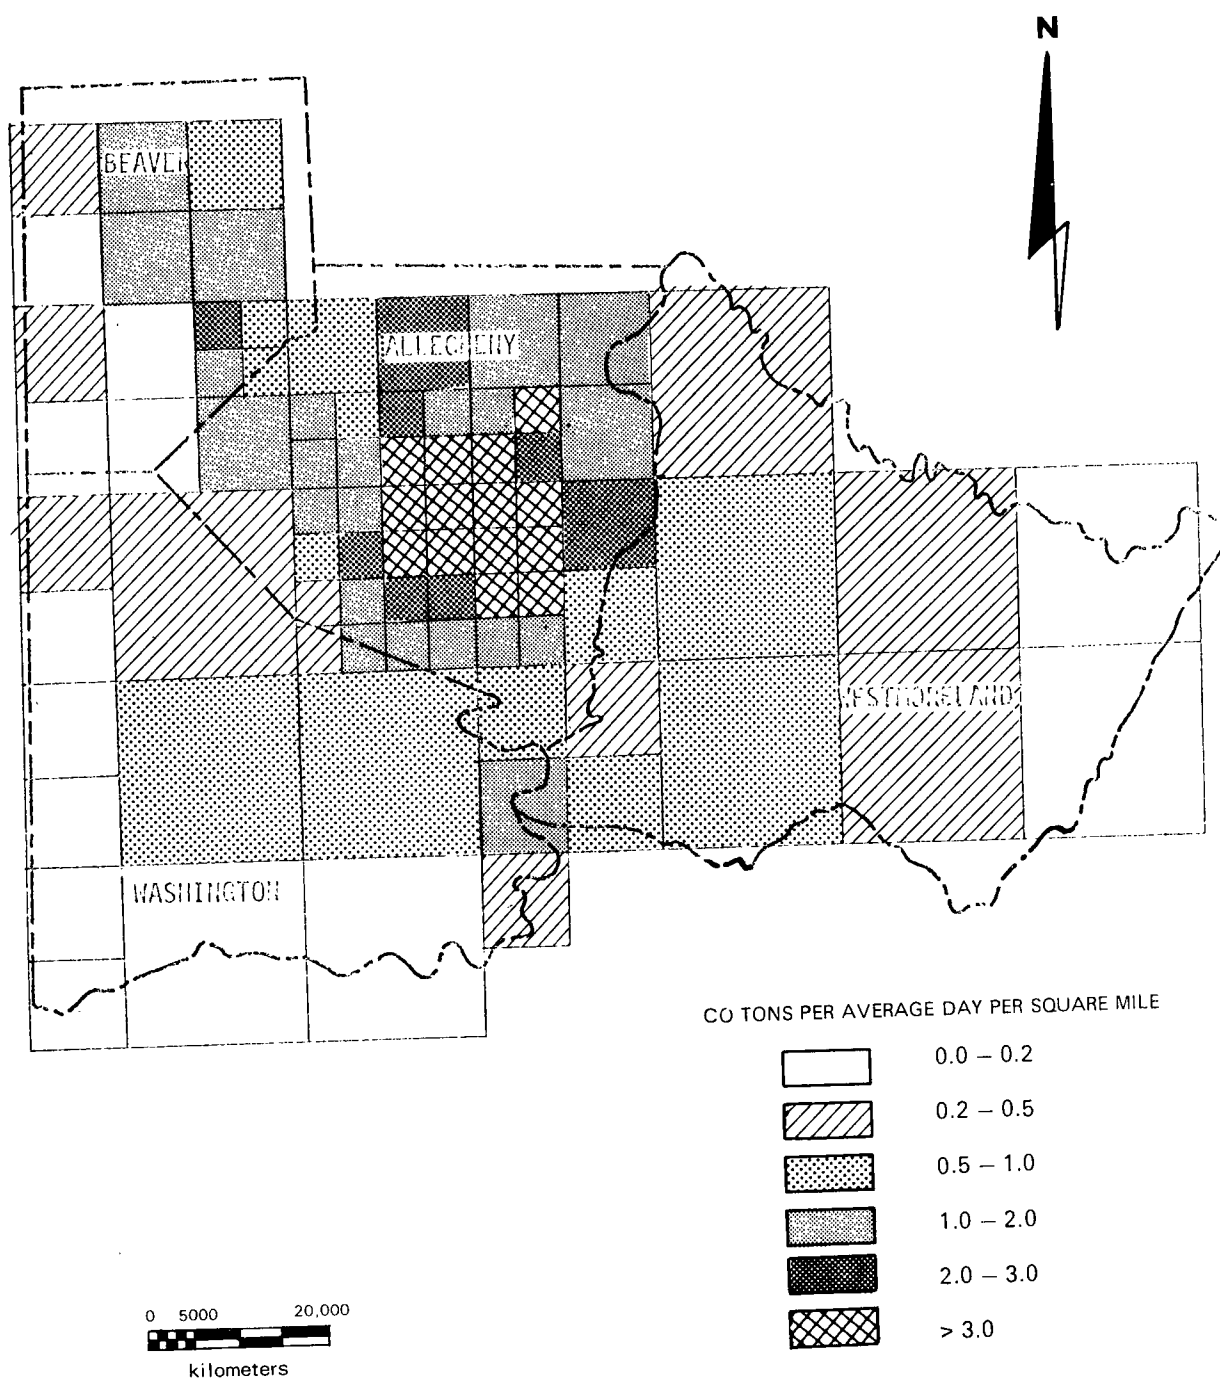 N
BEAVER
ALLEGHENY
WESTMORELAND
WASHINGTON
CO TONS PER AVERAGE DAY PER SQUARE MILE
0.0 – 0.2
0.2 – 0.5
0.5 – 1.0
1.0 – 2.0
2.0 – 3.0
> 3.0
0 5000 20,000
kilometers